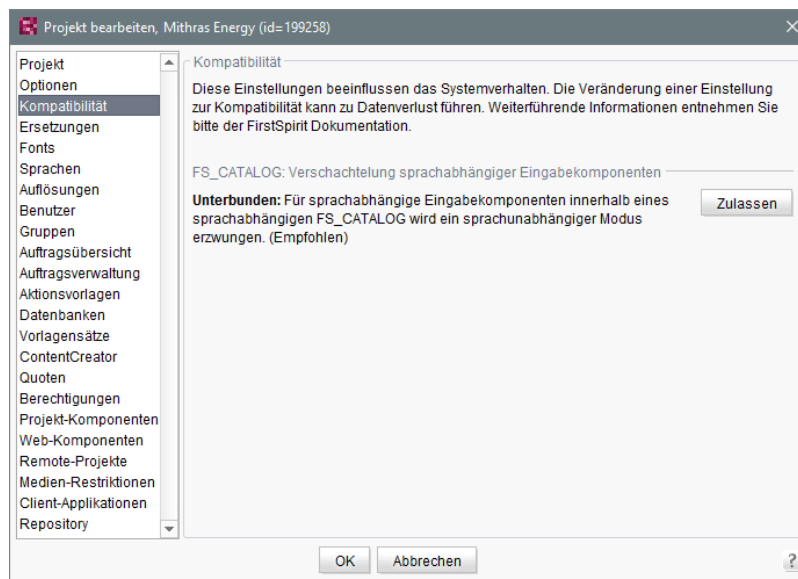 Projekt bearbeiten, Mithras Energy (id=199258)
Projekt
Optionen
Kompatibilität
Ersetzungen
Fonts
Sprachen
Auflösungen
Benutzer
Gruppen
Auftragsübersicht
Auftragsverwaltung
Aktionsvorlagen
Datenbanken
Vorlagensätze
ContentCreator
Quoten
Berechtigungen
Projekt-Komponenten
Web-Komponenten
Remote-Projekte
Medien-Restriktionen
Client-Applikationen
Repository
Kompatibilität
Diese Einstellungen beeinflussen das Systemverhalten. Die Veränderung einer Einstellung
zur Kompatibilität kann zu Datenverlust führen. Weiterführende Informationen entnehmen Sie
bitte der FirstSpirit Dokumentation.
FS_CATALOG: Verschachtelung sprachabhängiger Eingabekomponenten
Unterbunden: Für sprachabhängige Eingabekomponenten innerhalb eines
sprachabhängigen FS_CATALOG wird ein sprachunabhängiger Modus
erzwungen. (Empfohlen)
Zulassen
OK
Abbrechen
?